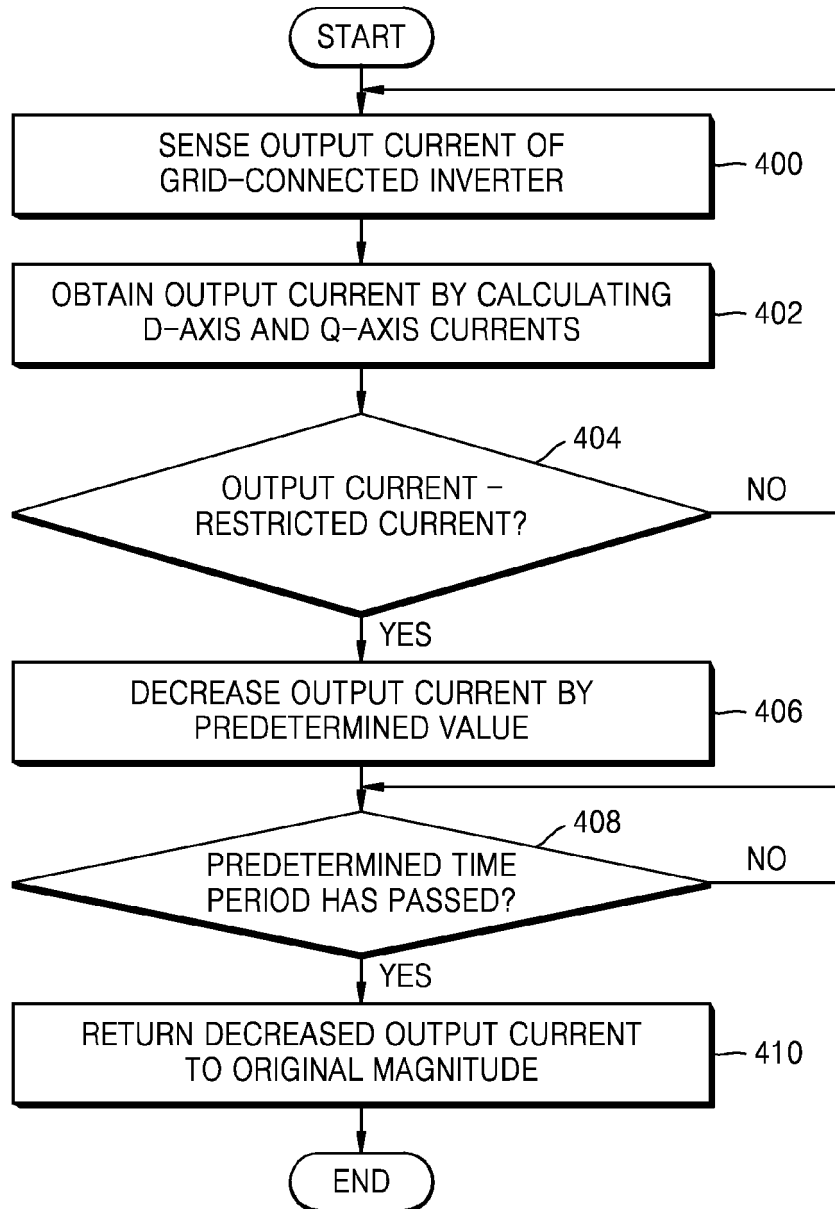 START
SENSE OUTPUT CURRENT OF
GRID-CONNECTED INVERTER
400
OBTAIN OUTPUT CURRENT BY CALCULATING
D-AXIS AND Q-AXIS CURRENTS
402
404
OUTPUT CURRENT -
RESTRICTED CURRENT?
NO
YES
DECREASE OUTPUT CURRENT BY
PREDETERMINED VALUE
406
408
PREDETERMINED TIME
PERIOD HAS PASSED?
NO
YES
RETURN DECREASED OUTPUT CURRENT
TO ORIGINAL MAGNITUDE
410
END